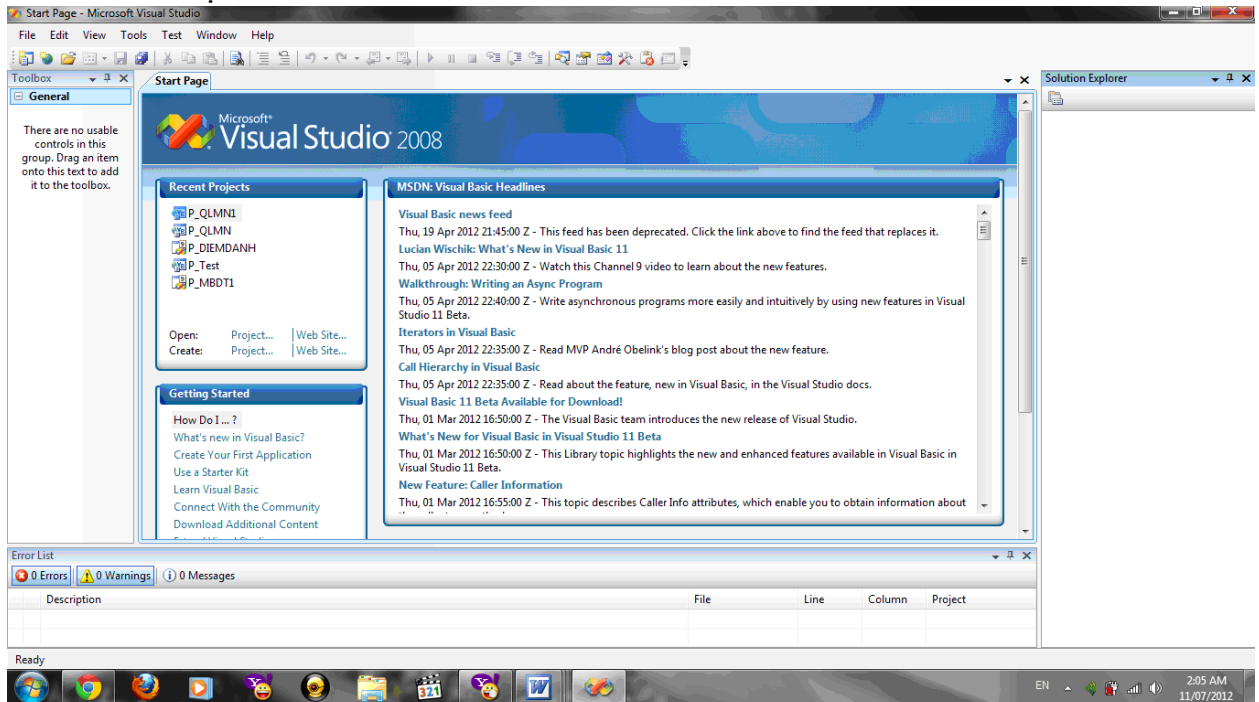 Start Page - Microsoft Visual Studio
File Edit View Tools Test Window Help
Toolbox
General
There are no usable
controls in this
group. Drag an item
onto this text to add
it to the toolbox.
Start Page
Microsoft®
Visual Studio® 2008
Recent Projects
P_QLMN1
P_QLMN
P_DIEMDANH
P_Test
P_MBDT1
Open: Project... Web Site...
Create: Project... Web Site...
Getting Started
How Do I ... ?
What's new in Visual Basic?
Create Your First Application
Use a Starter Kit
Learn Visual Basic
Connect With the Community
Download Additional Content
MSDN: Visual Basic Headlines
Visual Basic news feed
Thu, 19 Apr 2012 21:45:00 Z - This feed has been deprecated. Click the link above to find the feed that replaces it.
Lucian Wischik: What's New in Visual Basic 11
Thu, 05 Apr 2012 22:30:00 Z - Watch this Channel 9 video to learn about the new features.
Walkthrough: Writing an Async Program
Thu, 05 Apr 2012 22:40:00 Z - Write asynchronous programs more easily and intuitively by using new features in Visual
Studio 11 Beta.
Iterators in Visual Basic
Thu, 05 Apr 2012 22:35:00 Z - Read MVP André Obelink's blog post about the new feature.
Call Hierarchy in Visual Basic
Thu, 05 Apr 2012 22:35:00 Z - Read about the feature, new in Visual Basic, in the Visual Studio docs.
Visual Basic 11 Beta Available for Download!
Thu, 01 Mar 2012 16:50:00 Z - The Visual Basic team introduces the new release of Visual Studio.
What's New for Visual Basic in Visual Studio 11 Beta
Thu, 01 Mar 2012 16:50:00 Z - This Library topic highlights the new and enhanced features available in Visual Basic in
Visual Studio 11 Beta.
New Feature: Caller Information
Thu, 01 Mar 2012 16:55:00 Z - This topic describes Caller Info attributes, which enable you to obtain information about
Solution Explorer
Error List
0 Errors 0 Warnings 0 Messages
Description File Line Column Project
Ready
321
EN
2:05 AM
11/07/2012